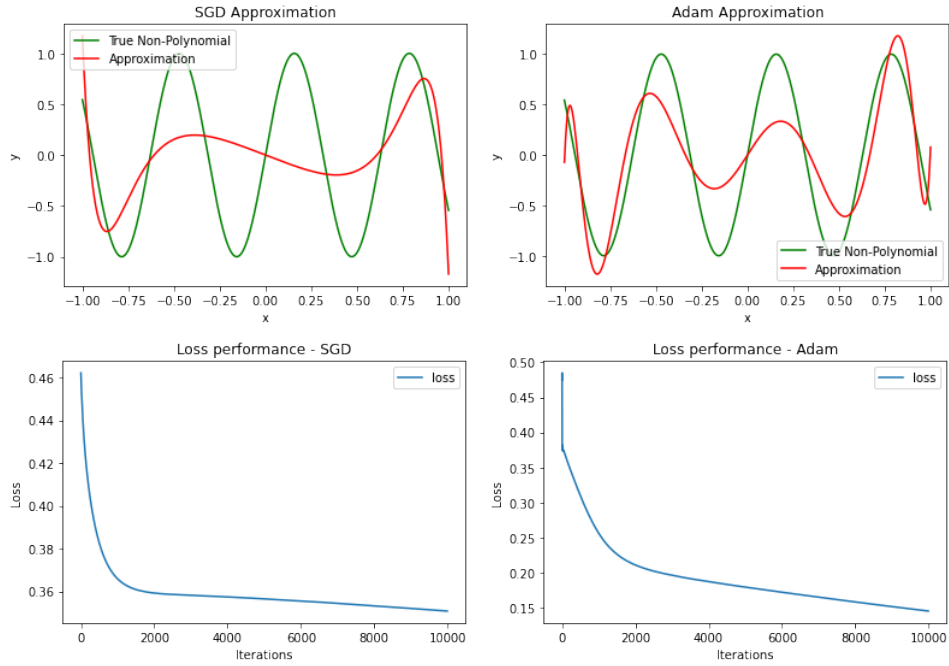 SGD Approximation
True Non-Polynomial
Approximation
1.0
0.5
0.0
−0.5
−1.0
y
−1.00 −0.75 −0.50 −0.25 0.00 0.25 0.50 0.75 1.00
x
Adam Approximation
1.0
0.5
0.0
−0.5
−1.0
y
True Non-Polynomial
Approximation
−1.00 −0.75 −0.50 −0.25 0.00 0.25 0.50 0.75 1.00
x
Loss performance - SGD
loss
0.46
0.44
0.42
0.40
0.38
0.36
Loss
0 2000 4000 6000 8000 10000
Iterations
Loss performance - Adam
loss
0.50
0.45
0.40
0.35
0.30
0.25
0.20
0.15
Loss
0 2000 4000 6000 8000 10000
Iterations